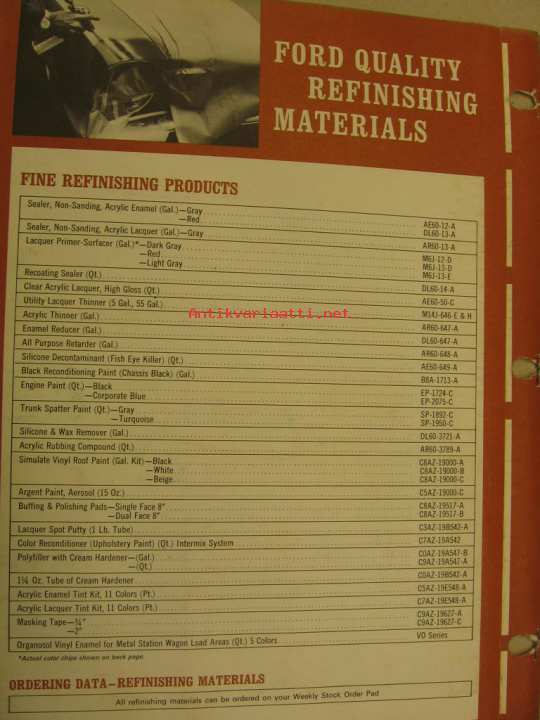 FORD QUALITY
REFINISHING
MATERIALS
FINE REFINISHING PRODUCTS
Sealer, Non-Sanding, Acrylic Enamel (Gal.)—Gray AE60-12-A
—Red DL60-13-A
Sealer, Non-Sanding, Acrylic Lacquer (Gal.)—Gray AR60-13-A
Lacquer Primer-Surfacer (Gal.)*—Dark Gray M6J-12-D
—Red M6J-13-D
—Light Gray M6J-13-E
Recoating Sealer (Qt.) DL60-14-A
Clear Acrylic Lacquer, High Gloss (Qt.) AE60-50-C
Utility Lacquer Thinner (5 Gal., 55 Gal.) M14J-646 E & H
Antikvariaatti.net
Acrylic Thinner (Gal.) AR60-647-A
Enamel Reducer (Gal.) DL60-647-A
All Purpose Retarder (Gal.) AR60-648-A
Silicone Decontaminant (Fish Eye Killer) (Qt.) AE60-649-A
Black Reconditioning Paint (Chassis Black) (Gal.) B8A-1713-A
Engine Paint (Qt.)—Black EP-1724-C
—Corporate Blue EP-2075-C
Trunk Spatter Paint (Qt.)—Gray SP-1892-C
—Turquoise SP-1950-C
Silicone & Wax Remover (Gal.) DL60-3721-A
Acrylic Rubbing Compound (Qt.) AR60-3789-A
Simulate Vinyl Roof Paint (Gal. Kit)—Black C8AZ-19000-A
—White C8AZ-19000-B
—Beige C8AZ-19000-C
Argent Paint, Aerosol (15 Oz.) C5AZ-19000-C
Buffing & Polishing Pads—Single Face 8" C8AZ-19517-A
—Dual Face 8" C8AZ-19517-B
Lacquer Spot Putty (1 Lb. Tube) C3AZ-19B542-A
Color Reconditioner (Upholstery Paint) (Qt.) Intermix System C7AZ-19A542
Polyfiller with Cream Hardener—(Gal.) C0AZ-19A547-B
—(Qt.) C9AZ-19A547-A
1¼ Oz. Tube of Cream Hardener C0AZ-19B542-A
Acrylic Enamel Tint Kit, 11 Colors (Pt.) C5AZ-19E548-A
Acrylic Lacquer Tint Kit, 11 Colors (Pt.) C7AZ-19E548-A
Masking Tape—¾" C9AZ-19627-A
—2" C9AZ-19627-C
Organosol Vinyl Enamel for Metal Station Wagon Load Areas (Qt.) 5 Colors VO Series
*Actual color chips shown on back page.
ORDERING DATA—REFINISHING MATERIALS
All refinishing materials can be ordered on your Weekly Stock Order Pad